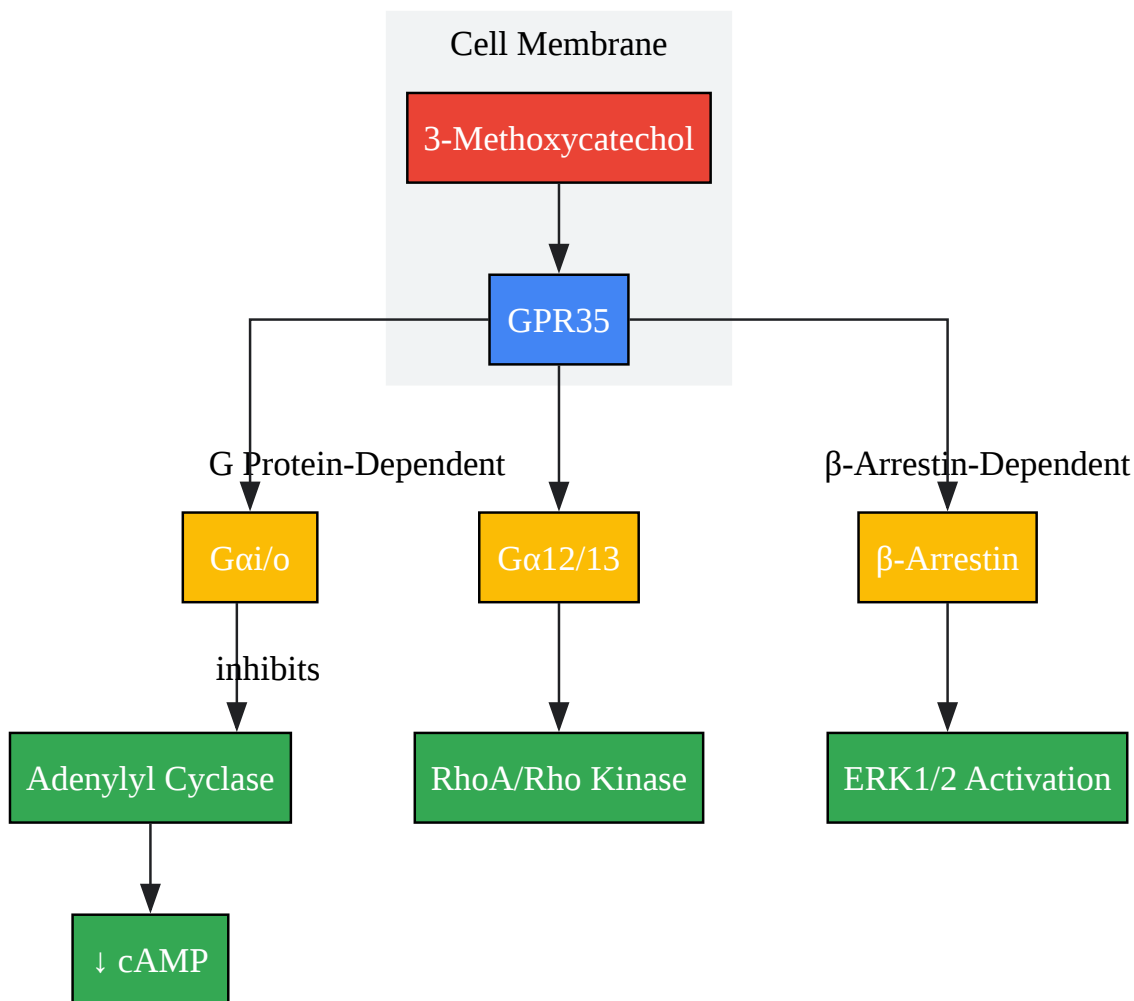 Cell Membrane
3-Methoxycatechol
GPR35
G Protein-Dependent
β-Arrestin-Dependent
Gαi/o
Gα12/13
β-Arrestin
inhibits
Adenylyl Cyclase
RhoA/Rho Kinase
ERK1/2 Activation
↓ cAMP